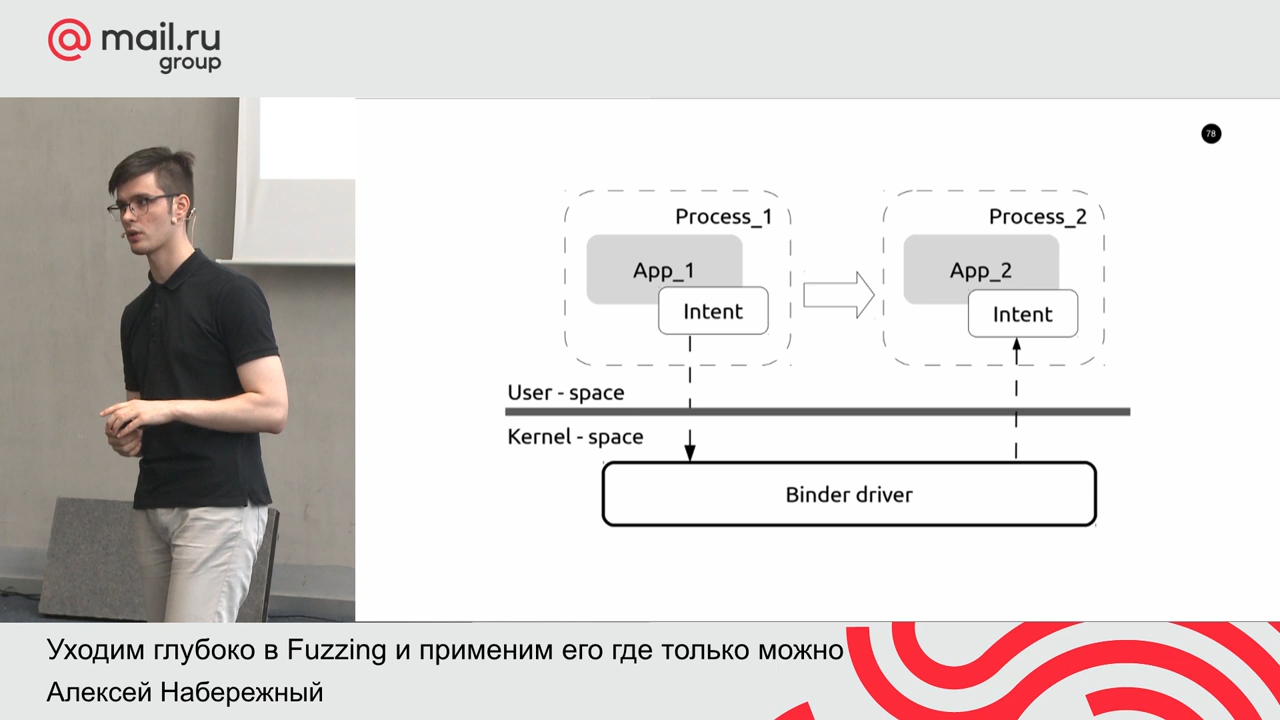 @ mail.ru
group
78
Process_1
Process_2
App_1
App_2
Intent
Intent
User - space
Kernel - space
Binder driver
Уходим глубоко в Fuzzing и применим его где только можно
Алексей Набережный